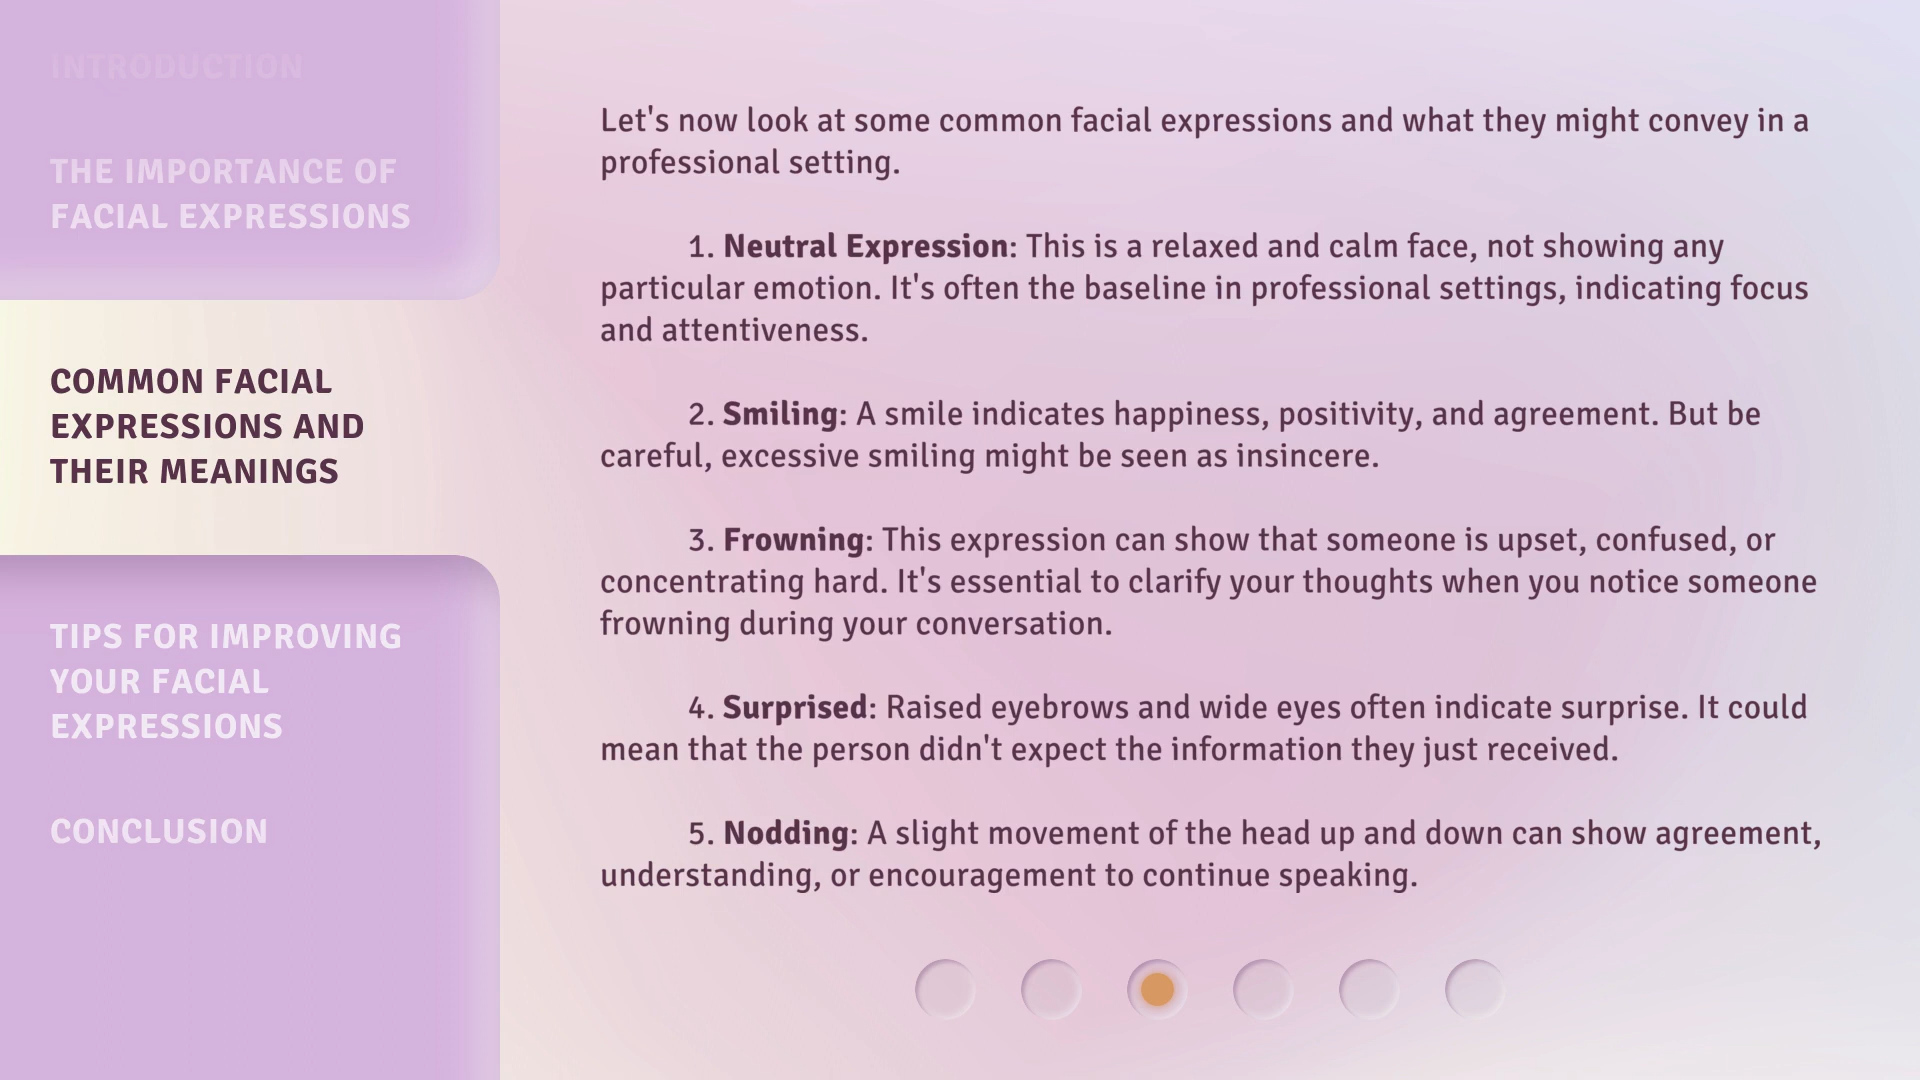 INTRODUCTION
THE IMPORTANCE OF
FACIAL EXPRESSIONS
COMMON FACIAL
EXPRESSIONS AND
THEIR MEANINGS
TIPS FOR IMPROVING
YOUR FACIAL
EXPRESSIONS
CONCLUSION
Let's now look at some common facial expressions and what they might convey in a
professional setting.
1. Neutral Expression: This is a relaxed and calm face, not showing any
particular emotion. It's often the baseline in professional settings, indicating focus
and attentiveness.
2. Smiling: A smile indicates happiness, positivity, and agreement. But be
careful, excessive smiling might be seen as insincere.
3. Frowning: This expression can show that someone is upset, confused, or
concentrating hard. It's essential to clarify your thoughts when you notice someone
frowning during your conversation.
4. Surprised: Raised eyebrows and wide eyes often indicate surprise. It could
mean that the person didn't expect the information they just received.
5. Nodding: A slight movement of the head up and down can show agreement,
understanding, or encouragement to continue speaking.